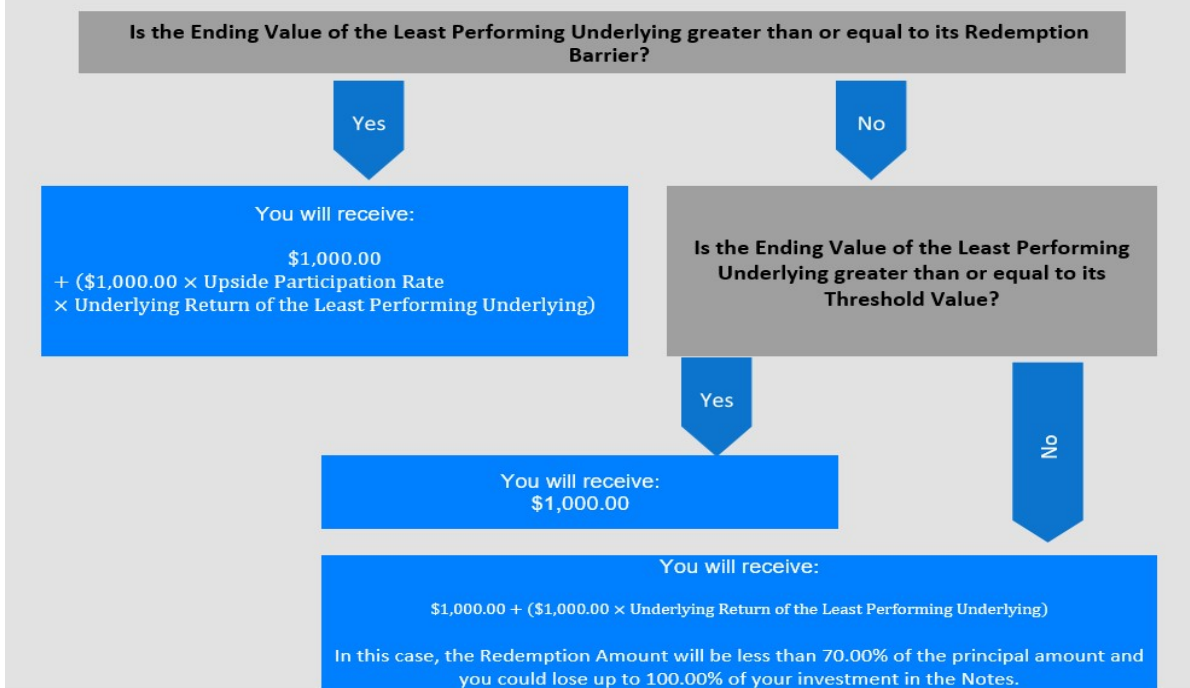 Is the Ending Value of the Least Performing Underlying greater than or equal to its Redemption
Barrier?
Yes
No
You will receive:
$1,000.00
+ ($1,000.00 × Upside Participation Rate
× Underlying Return of the Least Performing Underlying)
Is the Ending Value of the Least Performing
Underlying greater than or equal to its
Threshold Value?
Yes
No
You will receive:
$1,000.00
You will receive:
$1,000.00 + ($1,000.00 × Underlying Return of the Least Performing Underlying)
In this case, the Redemption Amount will be less than 70.00% of the principal amount and
you could lose up to 100.00% of your investment in the Notes.